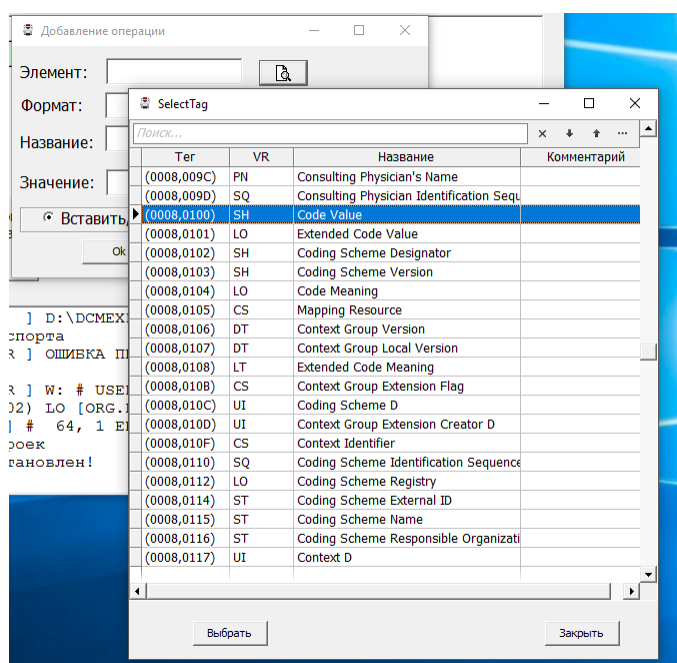 Добавление операции
Элемент:
Формат:
Название:
Значение:
Вставить,
Ok
SelectTag
Поиск...
Тег VR Название Комментарий
(0008,009C) PN Consulting Physician's Name
(0008,009D) SQ Consulting Physician Identification Sequ
(0008,0100) SH Code Value
(0008,0101) LO Extended Code Value
(0008,0102) SH Coding Scheme Designator
(0008,0103) SH Coding Scheme Version
(0008,0104) LO Code Meaning
(0008,0105) CS Mapping Resource
(0008,0106) DT Context Group Version
(0008,0107) DT Context Group Local Version
(0008,0108) LT Extended Code Meaning
(0008,010B) CS Context Group Extension Flag
(0008,010C) UI Coding Scheme D
(0008,010D) UI Context Group Extension Creator D
(0008,010F) CS Context Identifier
(0008,0110) SQ Coding Scheme Identification Sequence
(0008,0112) LO Coding Scheme Registry
(0008,0114) ST Coding Scheme External ID
(0008,0115) ST Coding Scheme Name
(0008,0116) ST Coding Scheme Responsible Organizati
(0008,0117) UI Context D
Выбрать Закрыть
] D:\DCMEX
спорта
R ] ОШИБКА П
R ] W: # USE
02) LO [ORG.
] # 64, 1 E
роек
тановлен!